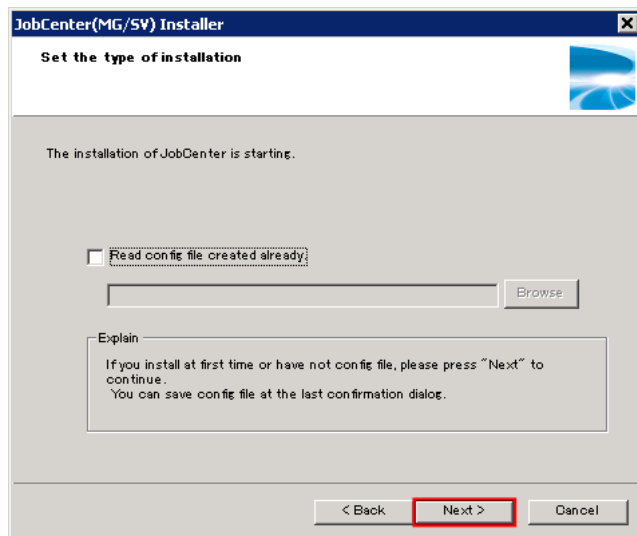 JobCenter(MG/SV) Installer
Set the type of installation
The installation of JobCenter is starting.
Read config file created already.
Browse
Explain
If you install at first time or have not config file, please press "Next" to
continue.
You can save config file at the last confirmation dialog.
< Back Next > Cancel